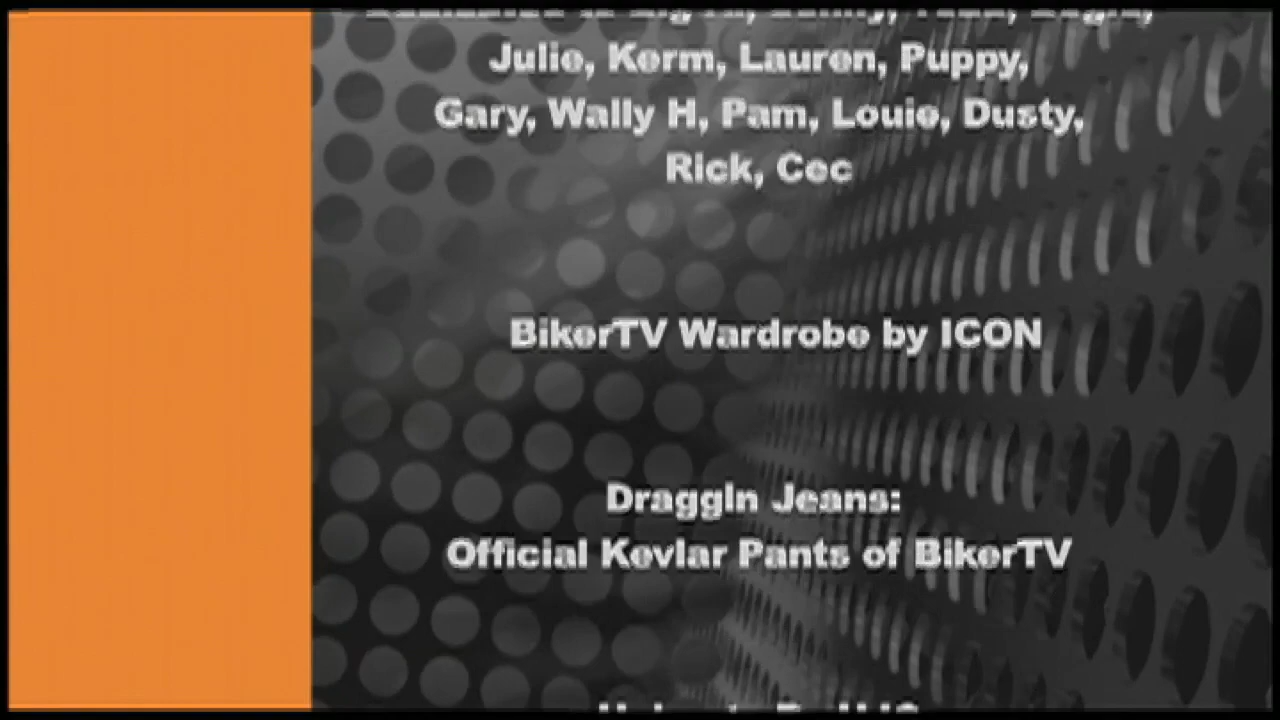 Julie, Kerm, Lauren, Puppy,
Gary, Wally H, Pam, Louie, Dusty,
Rick, Cec
BikerTV Wardrobe by ICON
DraggIn Jeans:
Official Kevlar Pants of BikerTV